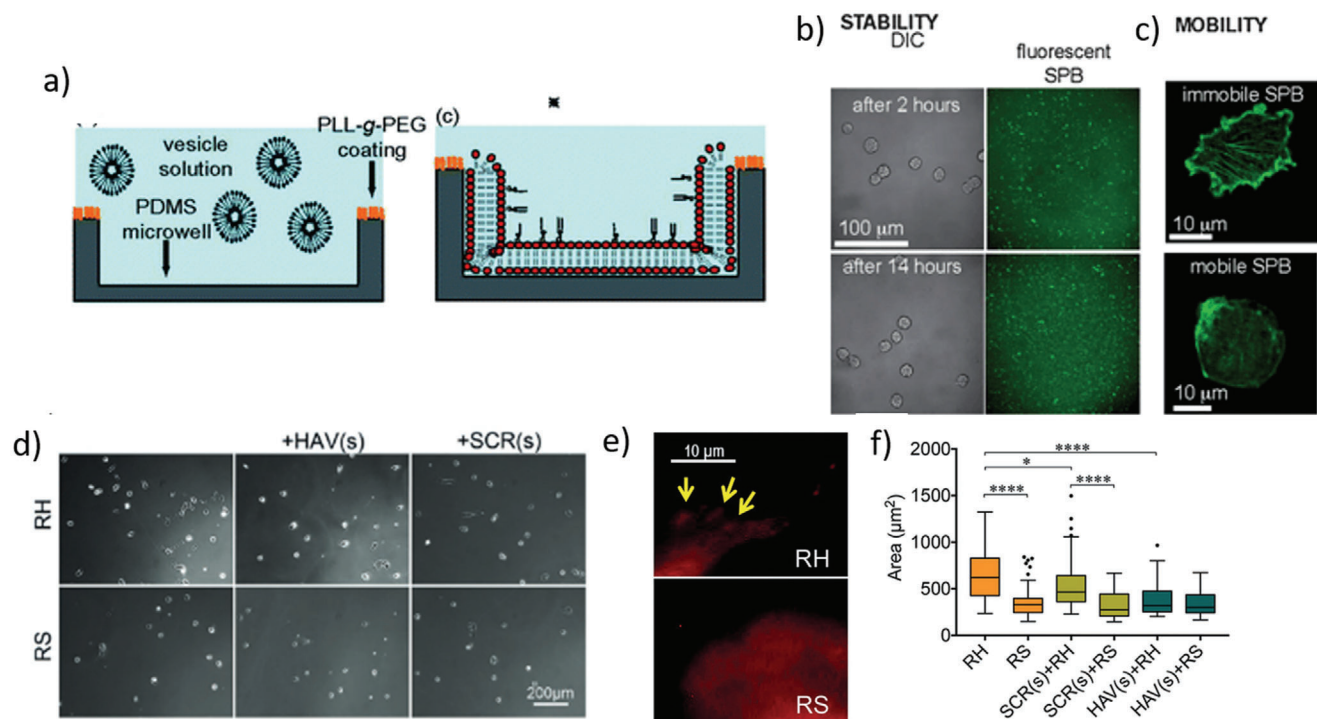 a)
vesicle
solution
PDMS
microwell
PLL-g-PEG
coating
(c)
b) STABILITY
DIC
fluorescent
SPB
after 2 hours
100 µm
after 14 hours
c) MOBILITY
immobile SPB
10 µm
mobile SPB
10 µm
d)
+HAV(s)
+SCR(s)
RH
RS
200µm
e)
10 µm
RH
RS
f)
****
*
****
****
2000
1500
1000
500
0
Area (µm²)
RH
RS
SCR(s)+RH
SCR(s)+RS
HAV(s)+RH
HAV(s)+RS